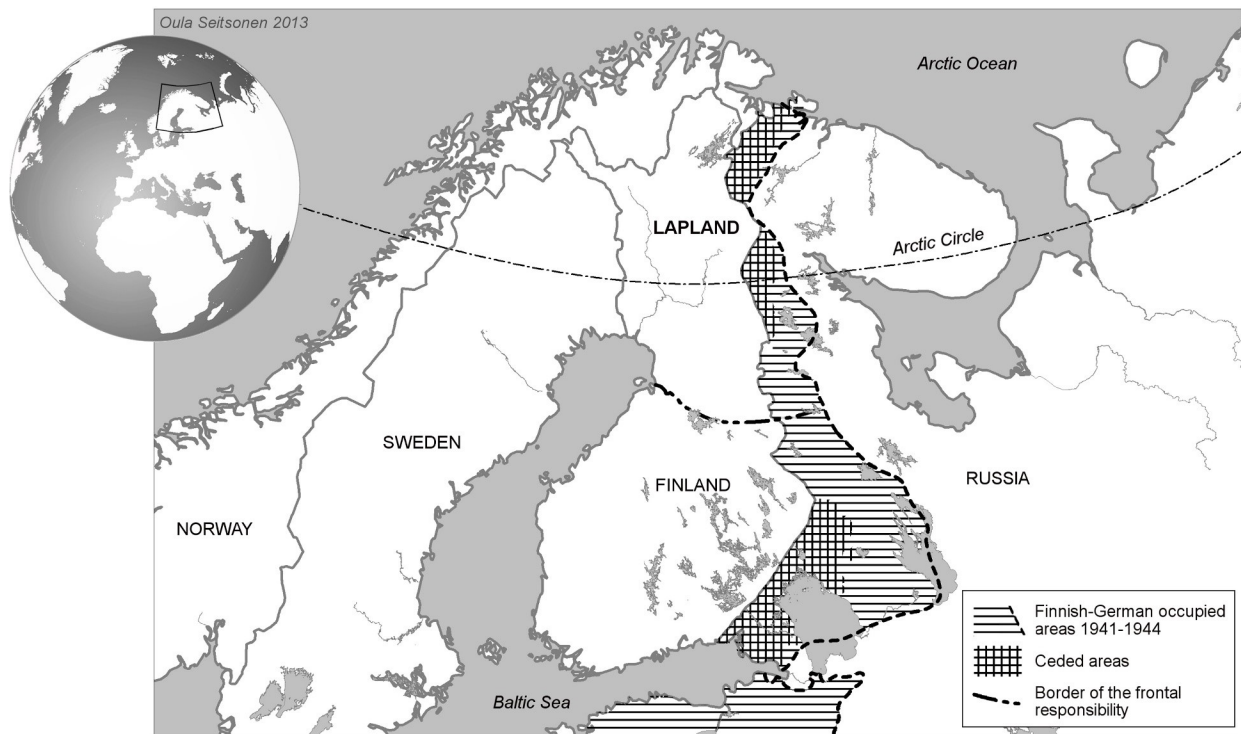 Oula Seitsonen 2013
Arctic Ocean
LAPLAND
Arctic Circle
SWEDEN
FINLAND
RUSSIA
NORWAY
Baltic Sea
Finnish-German occupied
areas 1941-1944
Ceded areas
Border of the frontal
responsibility